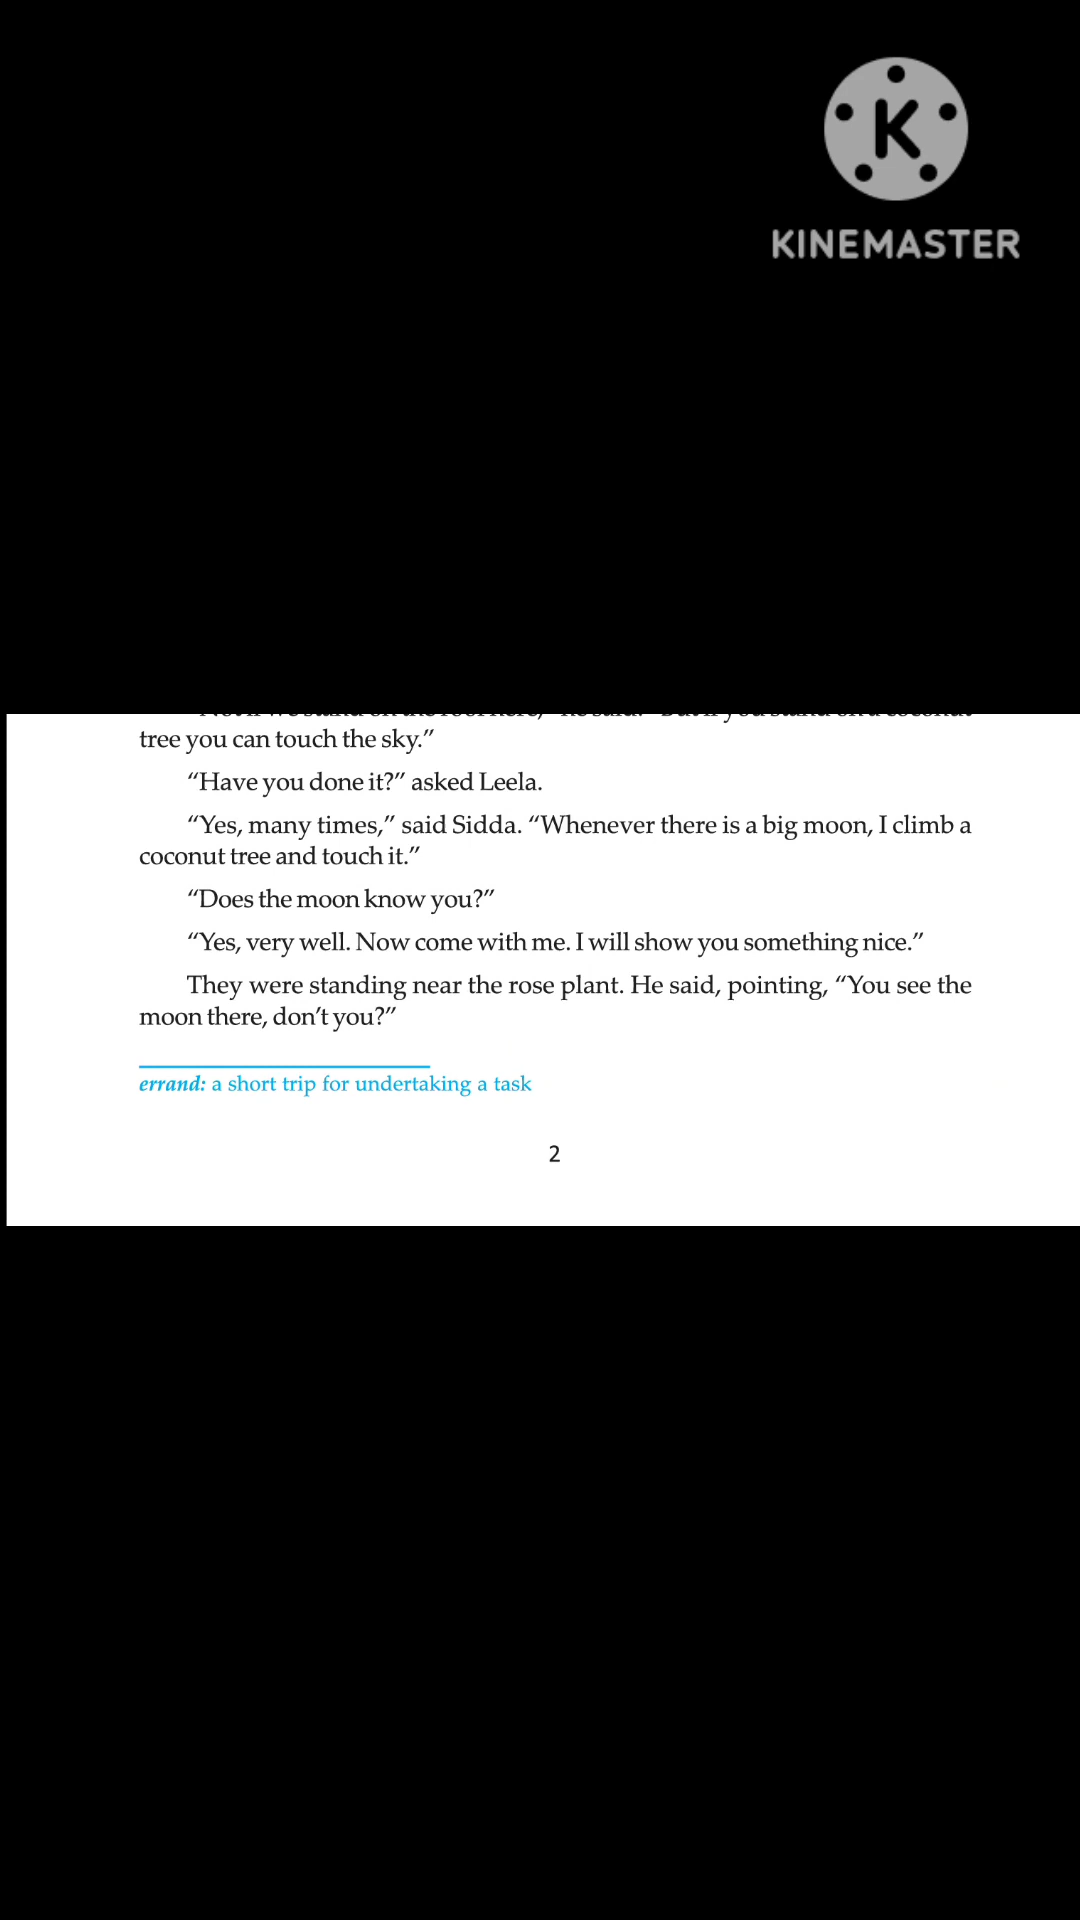 KINEMASTER
tree you can touch the sky.”
“Have you done it?” asked Leela.
“Yes, many times,” said Sidda. “Whenever there is a big moon, I climb a
coconut tree and touch it.”
“Does the moon know you?”
“Yes, very well. Now come with me. I will show you something nice.”
They were standing near the rose plant. He said, pointing, “You see the
moon there, don’t you?”
errand: a short trip for undertaking a task
2